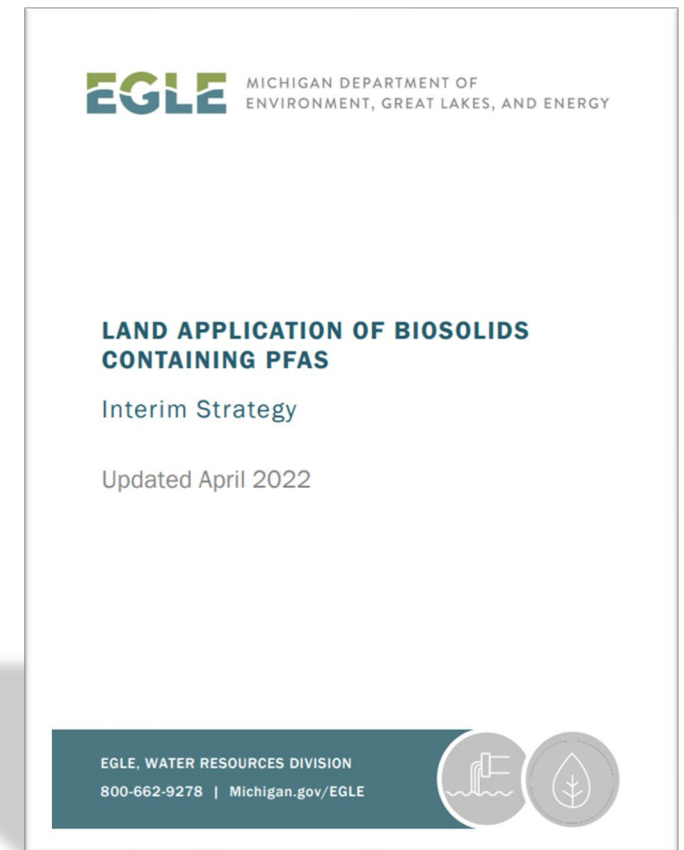 EGLE
MICHIGAN DEPARTMENT OF
ENVIRONMENT, GREAT LAKES, AND ENERGY
LAND APPLICATION OF BIOSOLIDS
CONTAINING PFAS
Interim Strategy
Updated April 2022
EGLE, WATER RESOURCES DIVISION
800-662-9278 | Michigan.gov/EGLE